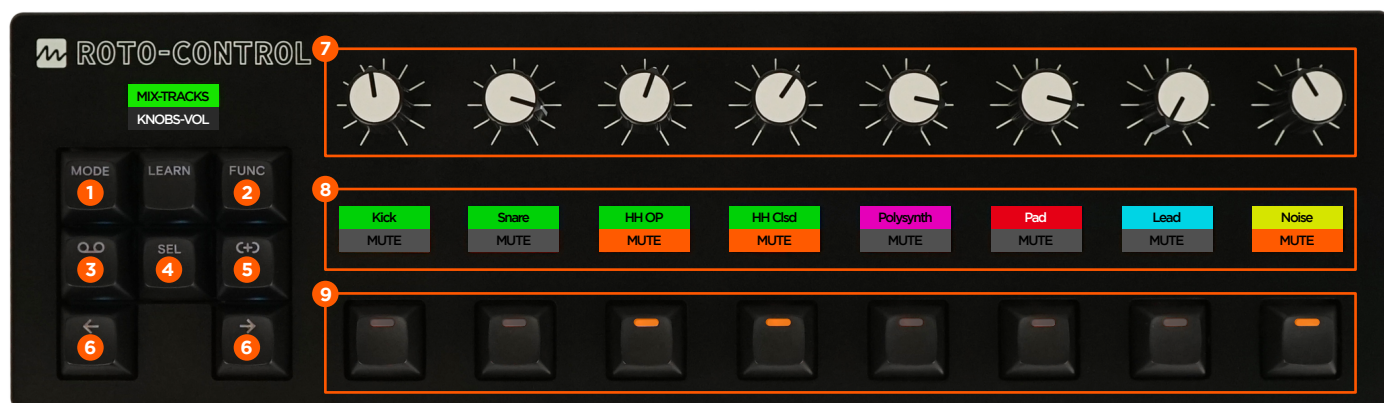 ROTO-CONTROL
7
MIX-TRACKS
KNOBS-VOL
MODE LEARN FUNC
1 2
8
Kick Snare HH OP HH Clsd Polysynth Pad Lead Noise
MUTE MUTE MUTE MUTE MUTE MUTE MUTE MUTE
SEL
3 4 5
9
6 6